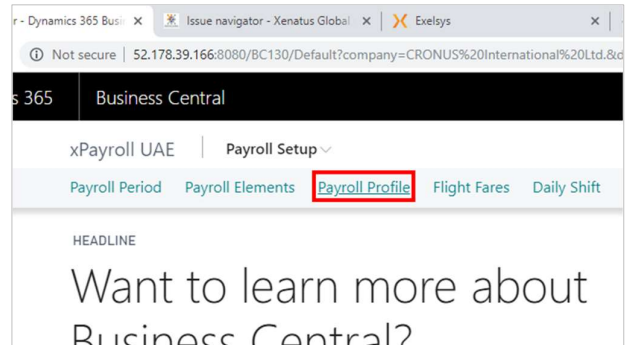 r - Dynamics 365 Busi Issue navigator - Xenatus Global Exelsys
Not secure | 52.178.39.166:8080/BC130/Default?company=CRONUS%20International%20Ltd.&d
s 365 Business Central
xPayroll UAE Payroll Setup
Payroll Period Payroll Elements Payroll Profile Flight Fares Daily Shift
HEADLINE
Want to learn more about
Business Central?